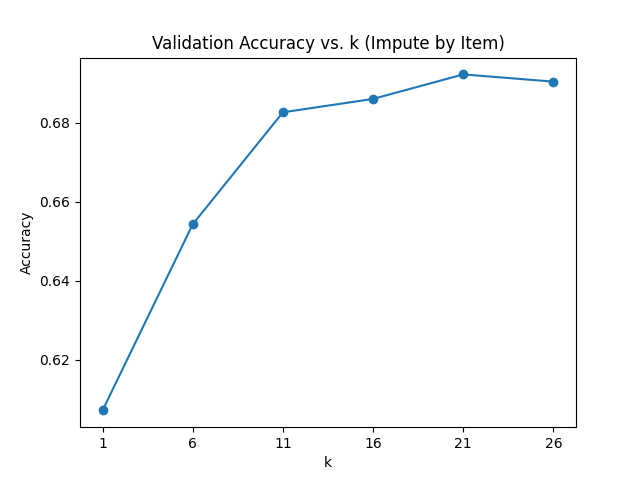 Validation Accuracy vs. k (Impute by Item)
Accuracy
0.68
0.66
0.64
0.62
1 6 11 16 21 26
k